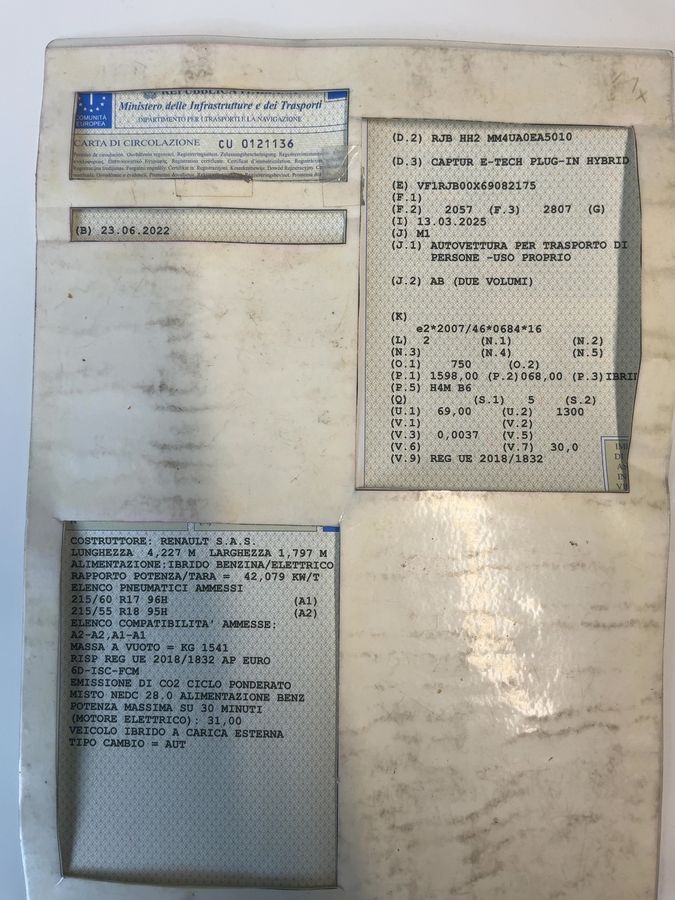 REPUBBLICA
COMUNITÀ
EUROPEA
Ministero delle Infrastrutture e dei Trasporti
DIPARTIMENTO PER I TRASPORTI E LA NAVIGAZIONE
CARTA DI CIRCOLAZIONE CU 0121136
(B) 23.06.2022
(D.2) RJB HH2 MM4UA0EA5010
(D.3) CAPTUR E-TECH PLUG-IN HYBRID
(E) VF1RJB00X69082175
(F.1)
(F.2) 2057 (F.3) 2807 (G)
(I) 13.03.2025
(J) M1
(J.1) AUTOVETTURA PER TRASPORTO DI
PERSONE -USO PROPRIO
(J.2) AB (DUE VOLUMI)
(K)
e2*2007/46*0684*16
(L) 2 (N.1) (N.2)
(N.3) (N.4) (N.5)
(O.1) 750 (O.2)
(P.1) 1598,00 (P.2)068,00 (P.3)IBRI
(P.5) H4M B6
(Q) (S.1) 5 (S.2)
(U.1) 69,00 (U.2) 1300
(V.1) (V.2)
(V.3) 0,0037 (V.5)
(V.6) (V.7) 30,0
(V.9) REG UE 2018/1832
COSTRUTTORE: RENAULT S.A.S.
LUNGHEZZA 4,227 M LARGHEZZA 1,797 M
ALIMENTAZIONE:IBRIDO BENZINA/ELETTRICO
RAPPORTO POTENZA/TARA = 42,079 KW/T
ELENCO PNEUMATICI AMMESSI
215/60 R17 96H (A1)
215/55 R18 95H (A2)
ELENCO COMPATIBILITA' AMMESSE:
A2-A2,A1-A1
MASSA A VUOTO = KG 1541
RISP REG UE 2018/1832 AP EURO
6D-ISC-FCM
EMISSIONE DI CO2 CICLO PONDERATO
MISTO NEDC 28.0 ALIMENTAZIONE BENZ
POTENZA MASSIMA SU 30 MINUTI
(MOTORE ELETTRICO): 31,00
VEICOLO IBRIDO A CARICA ESTERNA
TIPO CAMBIO = AUT